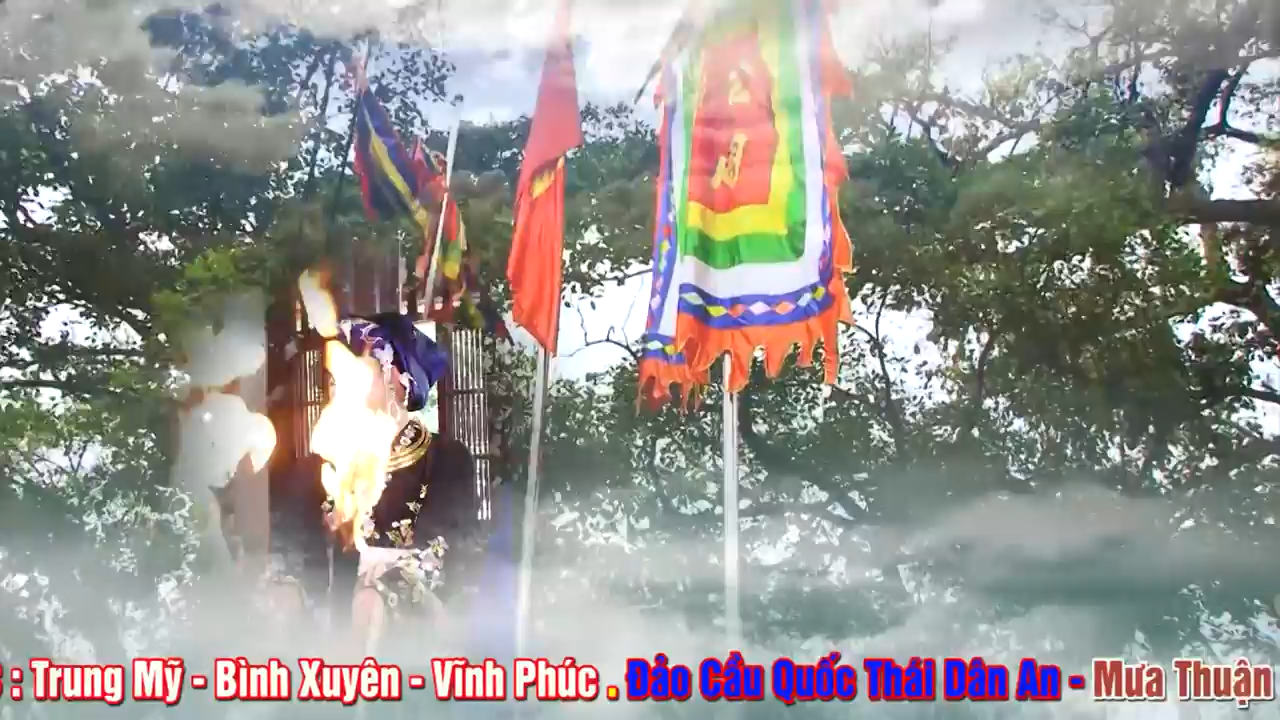 : Trung Mỹ - Bình Xuyên - Vĩnh Phúc . Đảo Cầu Quốc Thái Dân An - Mưa Thuận